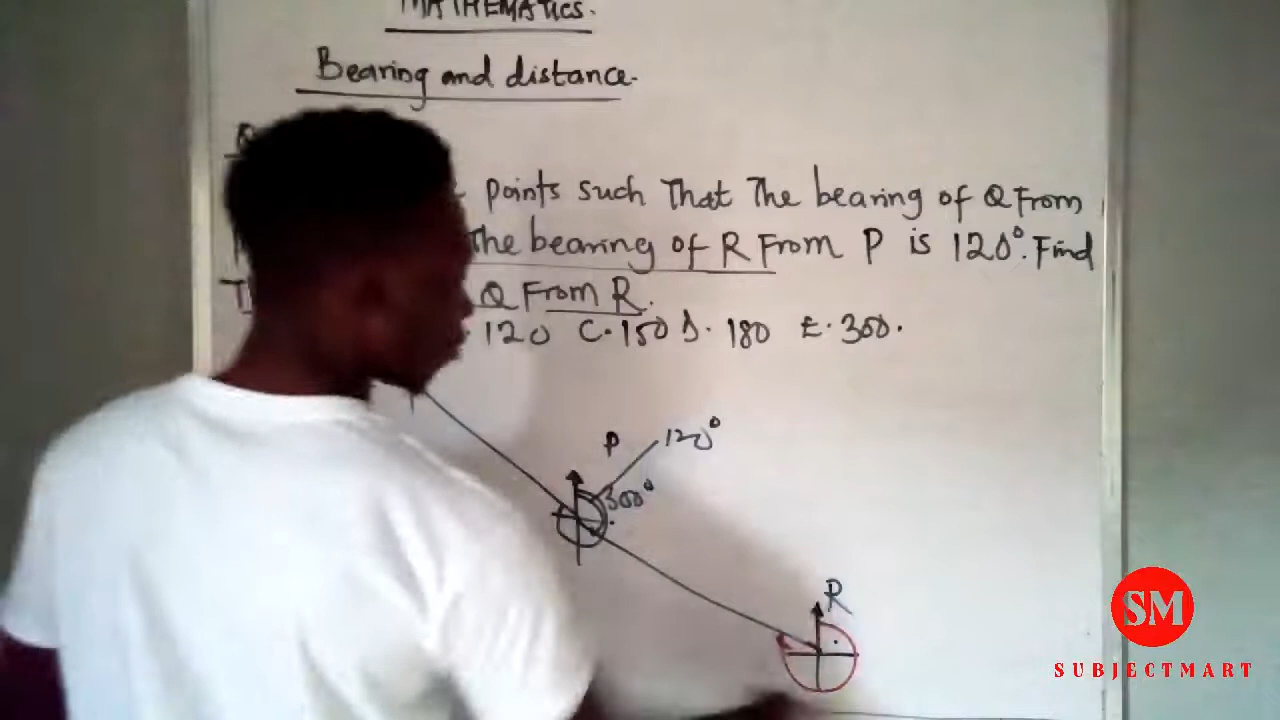 MATHEMATICS.
Bearing and distance.
points such That The bearing of Q From
The bearing of R From P is 120°. Find
Q From R.
120 C. 150 D. 180 E. 300.
P 120°
300°
R
SM
SUBJECTMART